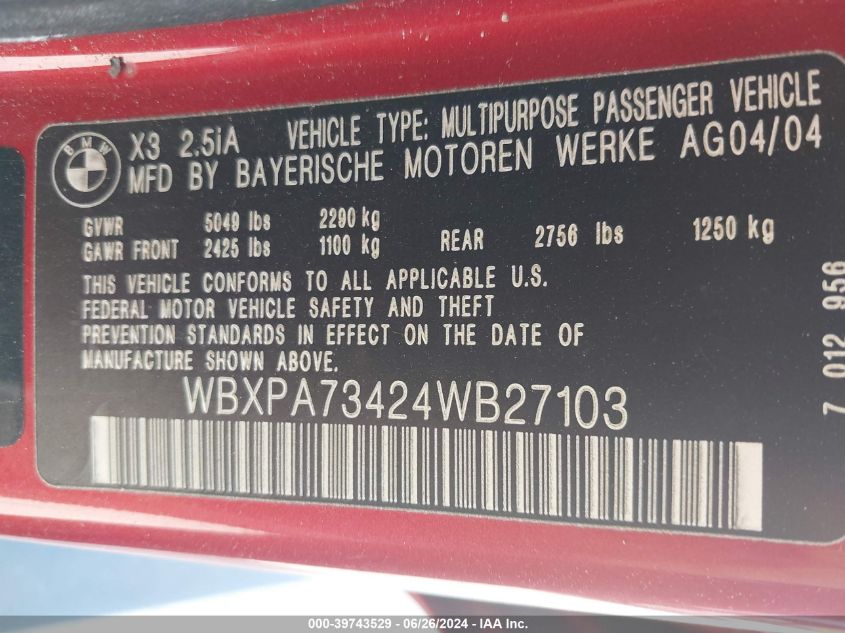 BMW
X3 2.5iA VEHICLE TYPE: MULTIPURPOSE PASSENGER VEHICLE
MFD BY BAYERISCHE MOTOREN WERKE AG04/04
GVWR 5049 lbs 2290 kg
GAWR FRONT 2425 lbs 1100 kg REAR 2756 lbs 1250 kg
THIS VEHICLE CONFORMS TO ALL APPLICABLE U.S.
FEDERAL MOTOR VEHICLE SAFETY AND THEFT
PREVENTION STANDARDS IN EFFECT ON THE DATE OF
MANUFACTURE SHOWN ABOVE.
WBXPA73424WB27103
7 012 956
000-39743529 - 06/26/2024 - IAA Inc.